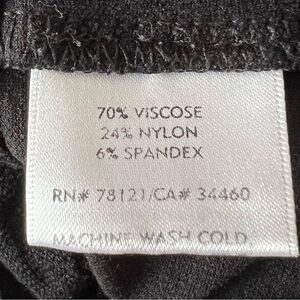 70% VISCOSE
24% NYLON
6% SPANDEX
RN# 78121/CA# 34460
MACHINE WASH COLD